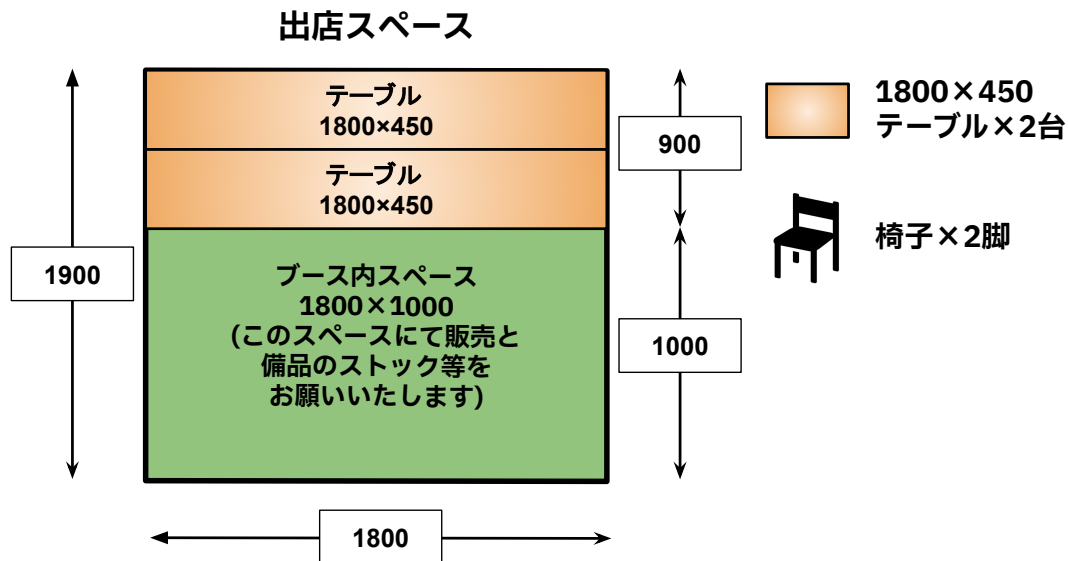 出店スペース
テーブル
1800×450
テーブル
1800×450
ブース内スペース
1800×1000
(このスペースにて販売と
備品のストック等を
お願いいたします)
1900
900
1000
1800
1800×450
テーブル×2台
椅子×2脚